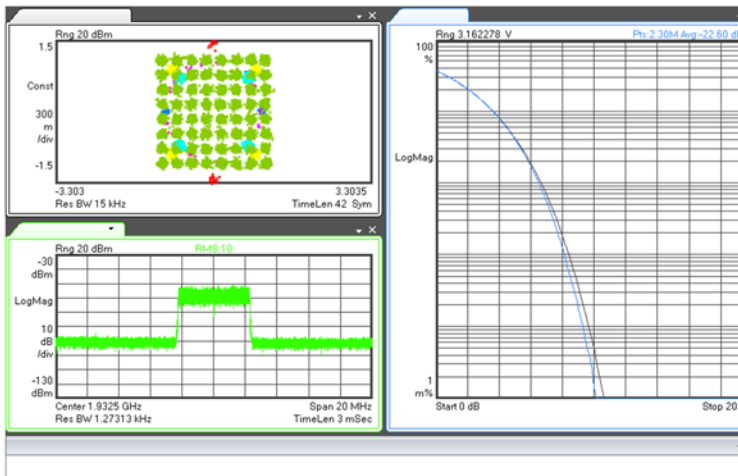 Rng 20 dBm
1.5
Const
300
m
/div
-1.5
-3.303
3.3035
Res BW 15 kHz
TimeLen 42 Sym
Rng 20 dBm
RMS:10
-30
dBm
LogMag
10
dB
/div
-130
dBm
Center 1.9325 GHz
Span 20 MHz
Res BW 1.27313 kHz
TimeLen 3 mSec
Rng 3.162278 V
Pts:2.30M Avg:-22.60
100
%
LogMag
1
m%
Start 0 dB
Stop 20